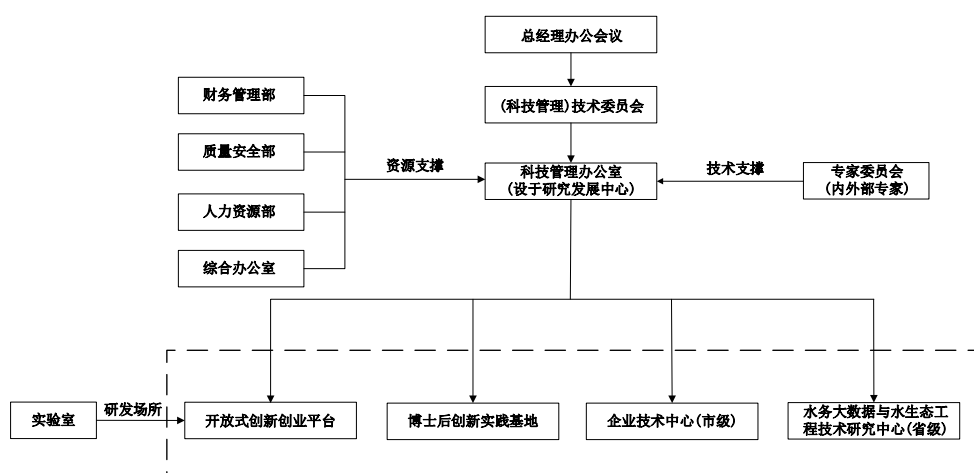 总经理办公会议
财务管理部
(科技管理)技术委员会
质量安全部
资源支撑
科技管理办公室
(设于研究发展中心)
技术支撑
专家委员会
(内外部专家)
人力资源部
综合办公室
实验室
研发场所
开放式创新创业平台
博士后创新实践基地
企业技术中心(市级)
水务大数据与水生态工
程技术研究中心(省级)